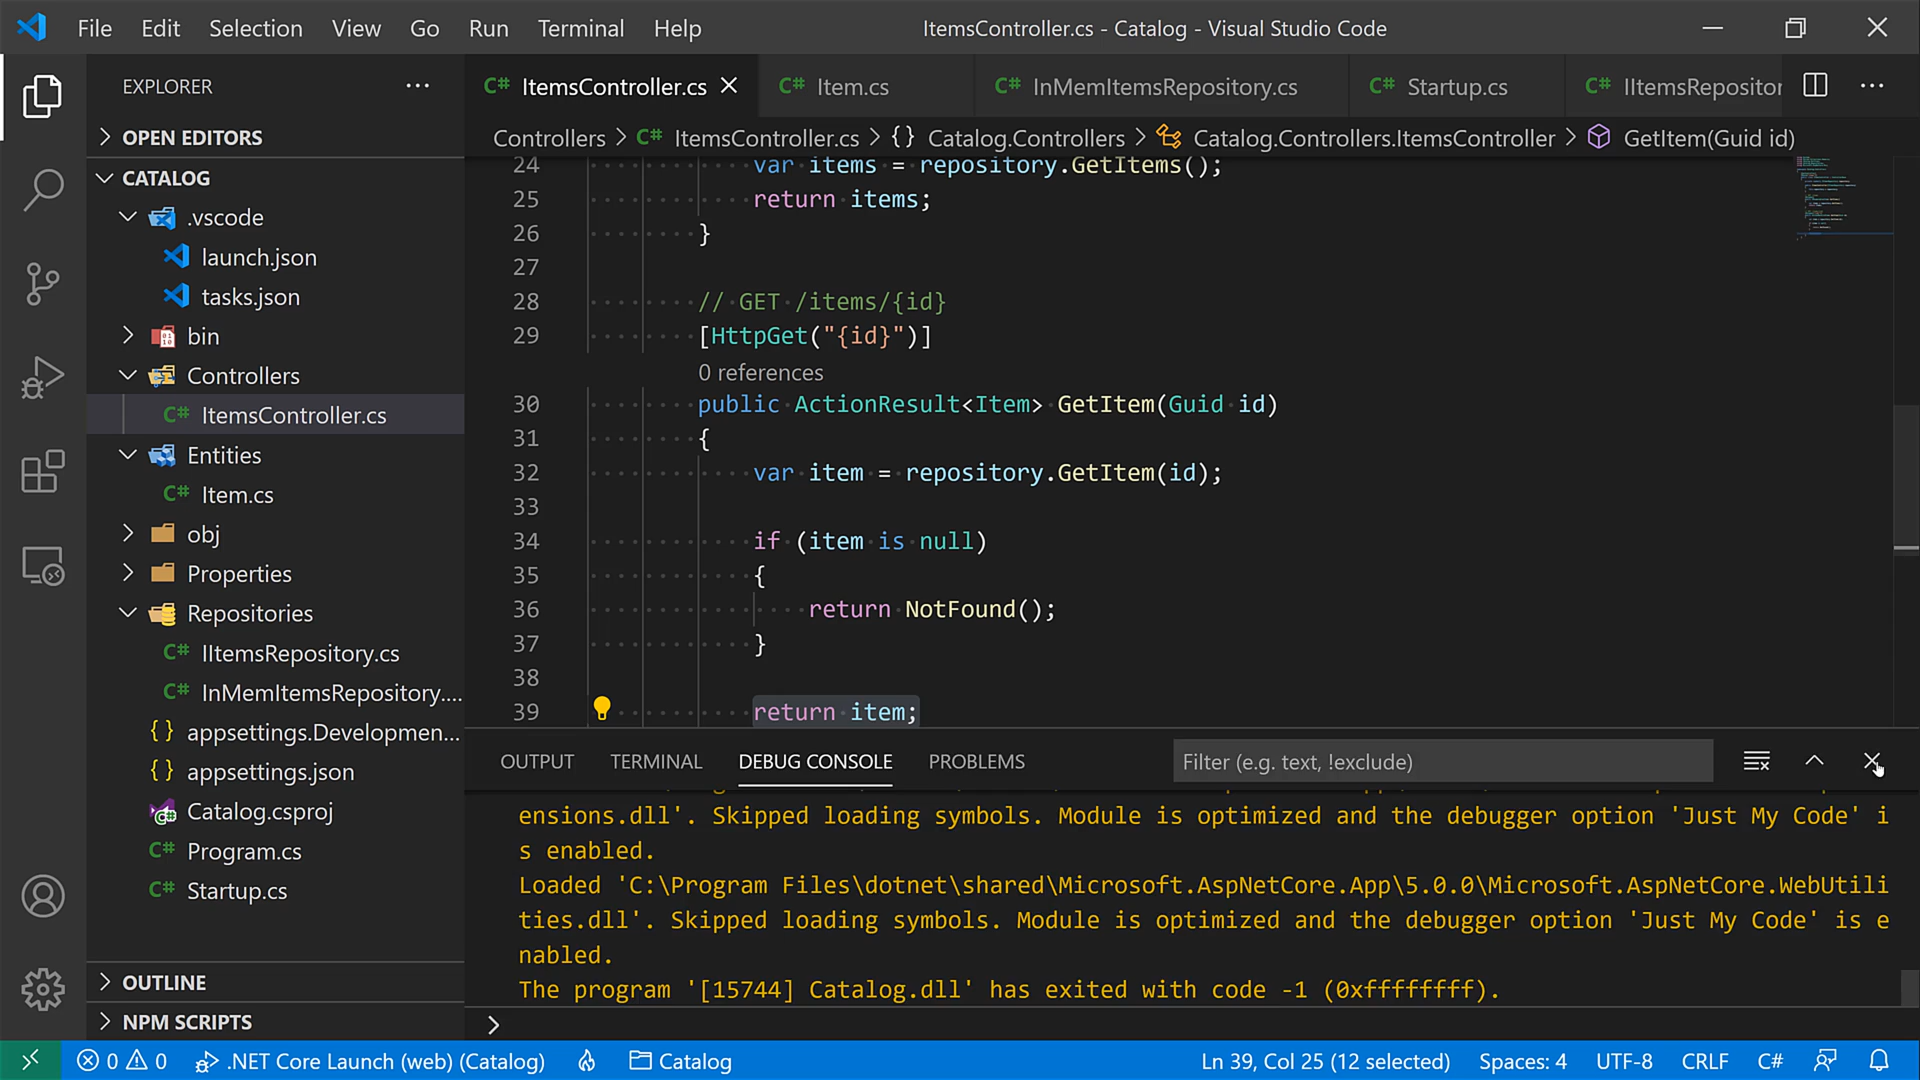 File Edit Selection View Go Run Terminal Help
ItemsController.cs - Catalog - Visual Studio Code
EXPLORER
OPEN EDITORS
CATALOG
.vscode
launch.json
tasks.json
bin
Controllers
C# ItemsController.cs
Entities
C# Item.cs
obj
Properties
Repositories
C# IItemsRepository.cs
C# InMemItemsRepository....
{ } appsettings.Developmen...
{ } appsettings.json
Catalog.csproj
C# Program.cs
C# Startup.cs
OUTLINE
NPM SCRIPTS
C# ItemsController.cs
C# Item.cs
C# InMemItemsRepository.cs
C# Startup.cs
C# IItemsRepositor
Controllers > C# ItemsController.cs > {} Catalog.Controllers > Catalog.Controllers.ItemsController > GetItem(Guid id)
24 var items = repository.GetItems();
25 return items;
26 }
27
28 // GET /items/{id}
29 [HttpGet("{id}")]
0 references
30 public ActionResult<Item> GetItem(Guid id)
31 {
32 var item = repository.GetItem(id);
33
34 if (item is null)
35 {
36 return NotFound();
37 }
38
39 return item;
OUTPUT TERMINAL DEBUG CONSOLE PROBLEMS
Filter (e.g. text, !exclude)
ensions.dll'. Skipped loading symbols. Module is optimized and the debugger option 'Just My Code' i
s enabled.
Loaded 'C:\Program Files\dotnet\shared\Microsoft.AspNetCore.App\5.0.0\Microsoft.AspNetCore.WebUtili
ties.dll'. Skipped loading symbols. Module is optimized and the debugger option 'Just My Code' is e
nabled.
The program '[15744] Catalog.dll' has exited with code -1 (0xffffffff).
>
0 0 .NET Core Launch (web) (Catalog) Catalog Ln 39, Col 25 (12 selected) Spaces: 4 UTF-8 CRLF C#